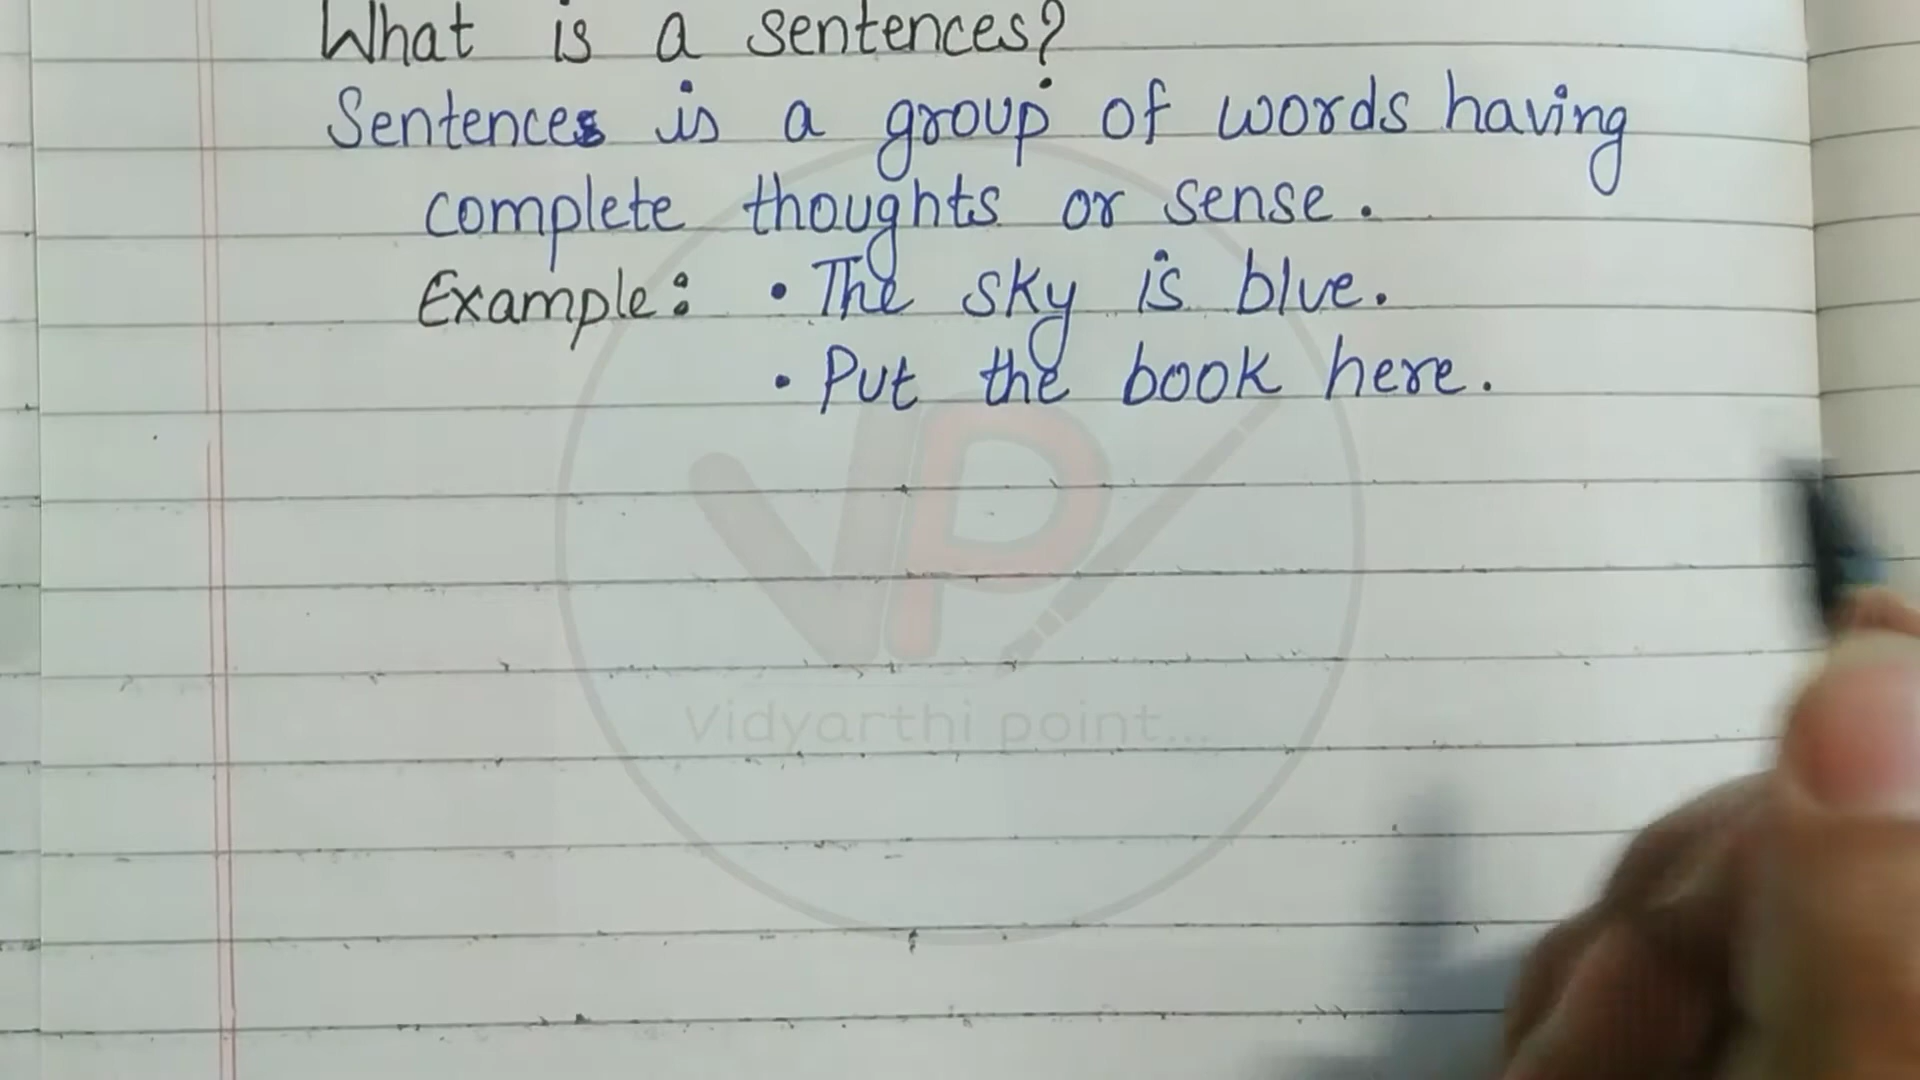 What is a sentences?
Sentences is a group of words having
complete thoughts or sense.
Example: • The sky is blue.
• Put the book here.
VP
Vidyarthi point...